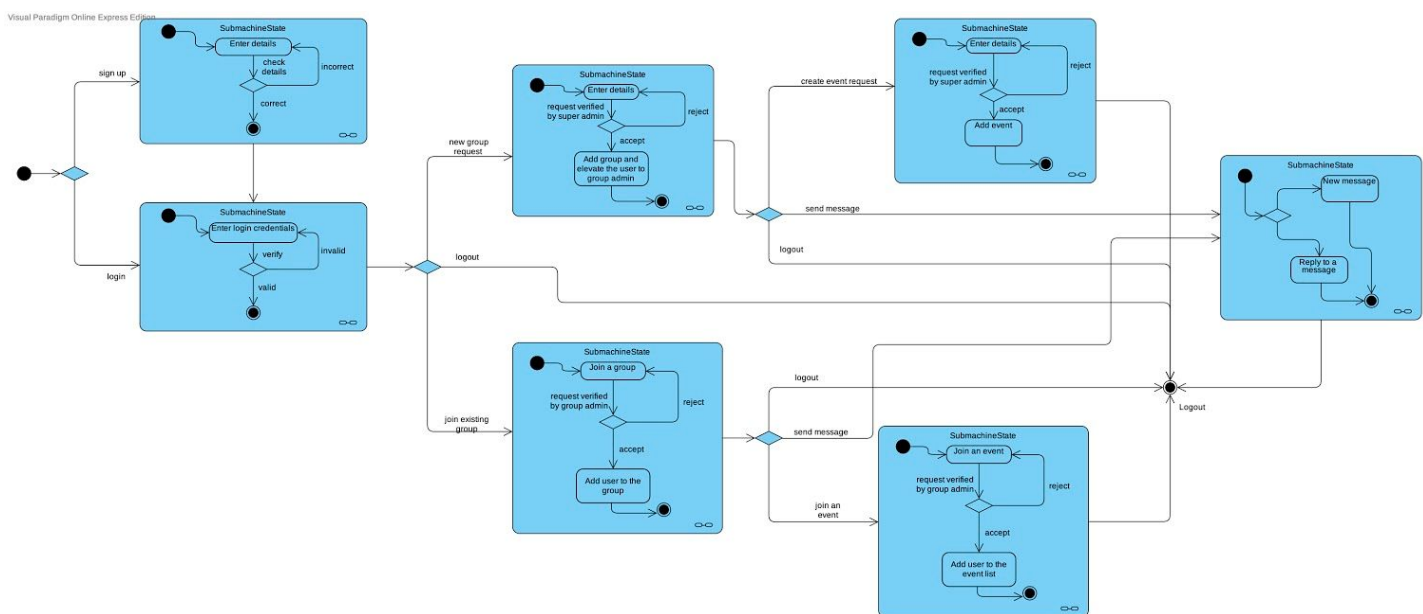 Visual Paradigm Online Express Edition
SubmachineState
Enter details
check
details
incorrect
correct
sign up
SubmachineState
Enter login credentials
verify
invalid
valid
login
new group
request
SubmachineState
Enter details
request verified
by super admin
reject
accept
Add group and
elevate the user to
group admin
logout
join existing
group
SubmachineState
Join a group
request verified
by group admin
reject
accept
Add user to the
group
create event request
SubmachineState
Enter details
request verified
by super admin
reject
accept
Add event
send message
logout
SubmachineState
New message
Reply to a
message
logout
send message
Logout
join an
event
SubmachineState
Join an event
request verified
by group admin
reject
accept
Add user to the
event list